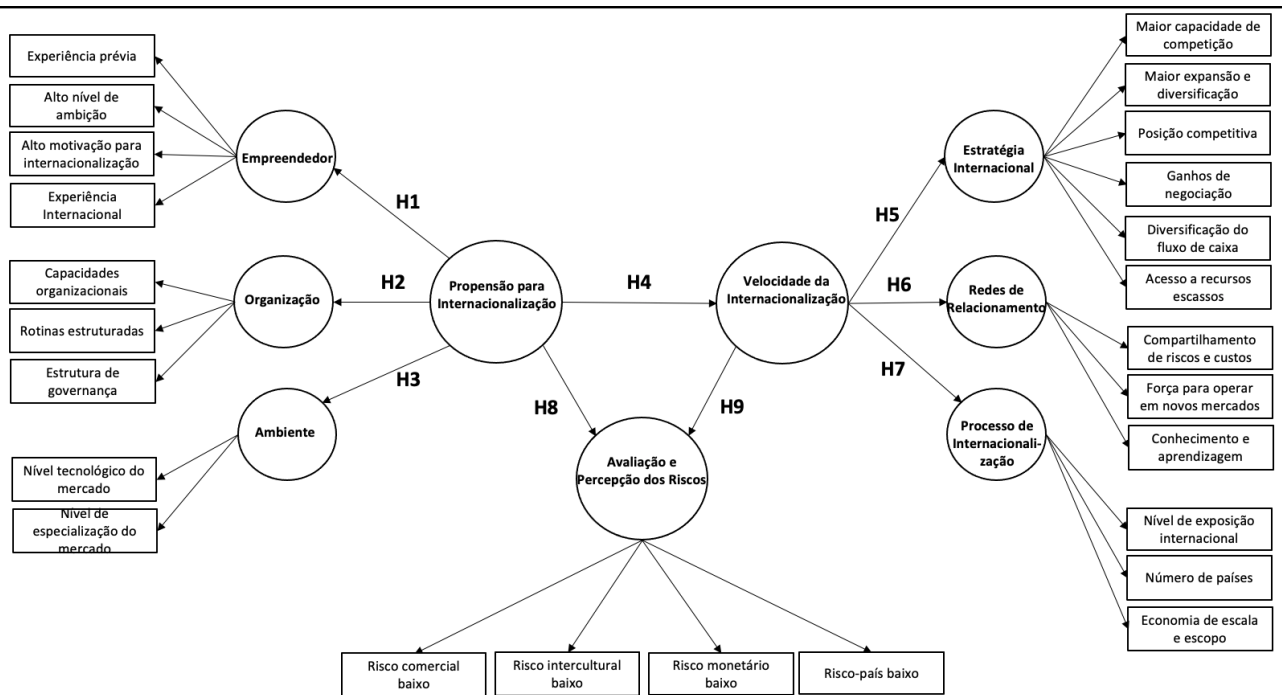 Experiência prévia
Alto nível de
ambição
Alto motivação para
internacionalização
Experiência
Internacional
Empreendedor
H1
Capacidades
organizacionais
Rotinas estruturadas
Estrutura de
governança
Organização
H2
Nível tecnológico do
mercado
Nível de
especialização do
mercado
Ambiente
H3
Propensão para
Internacionalização
H4
Velocidade da
Internacionalização
H8
H9
Avaliação e
Percepção dos Riscos
Risco comercial
baixo
Risco intercultural
baixo
Risco monetário
baixo
Risco-país baixo
H5
Estratégia
Internacional
Maior capacidade de
competição
Maior expansão e
diversificação
Posição competitiva
Ganhos de
negociação
Diversificação do
fluxo de caixa
Acesso a recursos
escassos
H6
Redes de
Relacionamento
Compartilhamento
de riscos e custos
Força para operar
em novos mercados
Conhecimento e
aprendizagem
H7
Processo de
Internacionali-
zação
Nível de exposição
internacional
Número de países
Economia de escala
e escopo